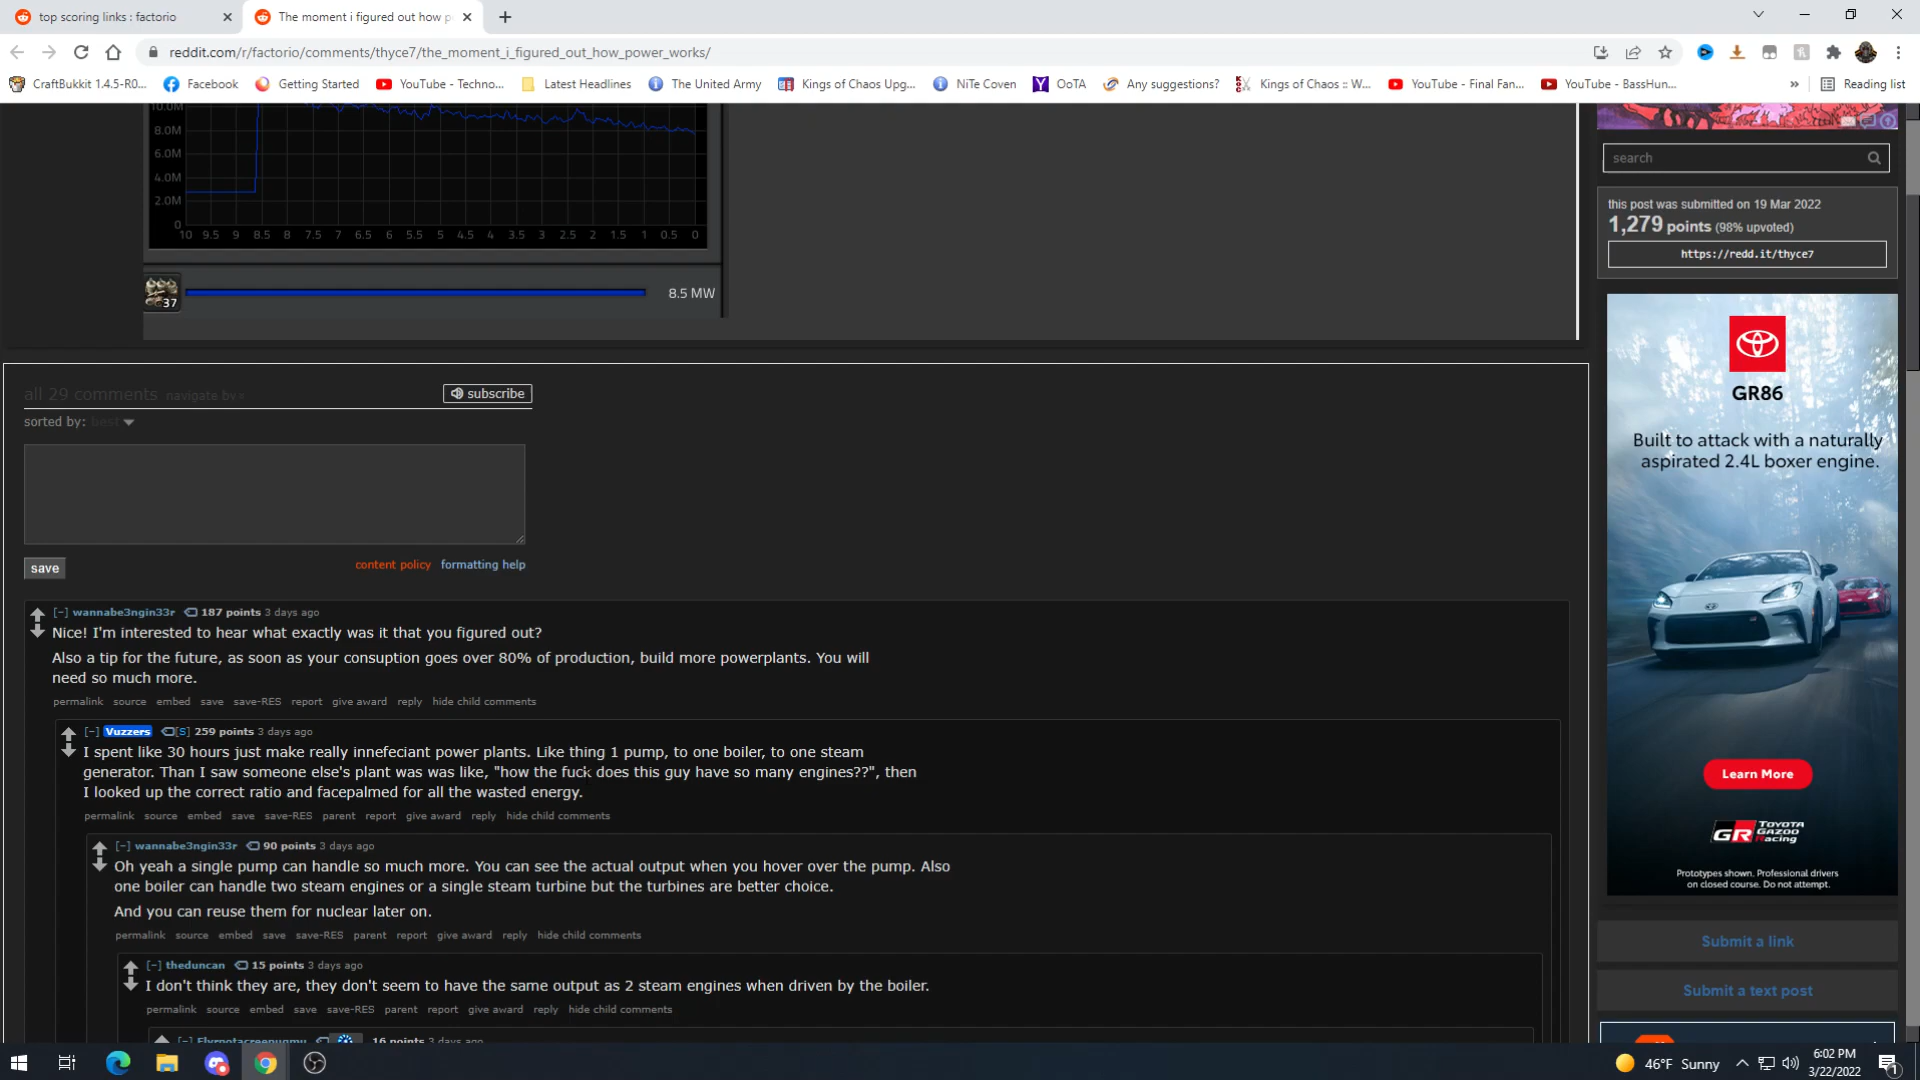 top scoring links : factorio
The moment i figured out how p
reddit.com/r/factorio/comments/thyce7/the_moment_i_figured_out_how_power_works/
CraftBukkit 1.4.5-R0...
Facebook
Getting Started
YouTube - Techno...
Latest Headlines
The United Army
Kings of Chaos Upg...
NiTe Coven
OoTA
Any suggestions?
Kings of Chaos :: W...
YouTube - Final Fan...
YouTube - BassHun...
»
Reading list
10.0M
8.0M
6.0M
4.0M
2.0M
0
10 9.5 9 8.5 8 7.5 7 6.5 6 5.5 5 4.5 4 3.5 3 2.5 2 1.5 1 0.5 0
37
8.5 MW
search
this post was submitted on 19 Mar 2022
1,279 points (98% upvoted)
https://redd.it/thyce7
all 29 comments navigate by»
subscribe
sorted by: best
save
content policy formatting help
[–] wannabe3ngin33r 187 points 3 days ago
Nice! I'm interested to hear what exactly was it that you figured out?
Also a tip for the future, as soon as your consuption goes over 80% of production, build more powerplants. You will
need so much more.
permalink source embed save save-RES report give award reply hide child comments
[–] Vuzzers [S] 259 points 3 days ago
I spent like 30 hours just make really innefeciant power plants. Like thing 1 pump, to one boiler, to one steam
generator. Than I saw someone else's plant was was like, "how the fuck does this guy have so many engines??", then
I looked up the correct ratio and facepalmed for all the wasted energy.
permalink source embed save save-RES parent report give award reply hide child comments
[–] wannabe3ngin33r 90 points 3 days ago
Oh yeah a single pump can handle so much more. You can see the actual output when you hover over the pump. Also
one boiler can handle two steam engines or a single steam turbine but the turbines are better choice.
And you can reuse them for nuclear later on.
permalink source embed save save-RES parent report give award reply hide child comments
[–] theduncan 15 points 3 days ago
I don't think they are, they don't seem to have the same output as 2 steam engines when driven by the boiler.
permalink source embed save save-RES parent report give award reply hide child comments
16 points 3 days ago
GR86
Built to attack with a naturally
aspirated 2.4L boxer engine.
Learn More
GR TOYOTA
GAZOO
Racing
Prototypes shown. Professional drivers
on closed course. Do not attempt.
Submit a link
Submit a text post
46°F Sunny
6:02 PM
3/22/2022
1